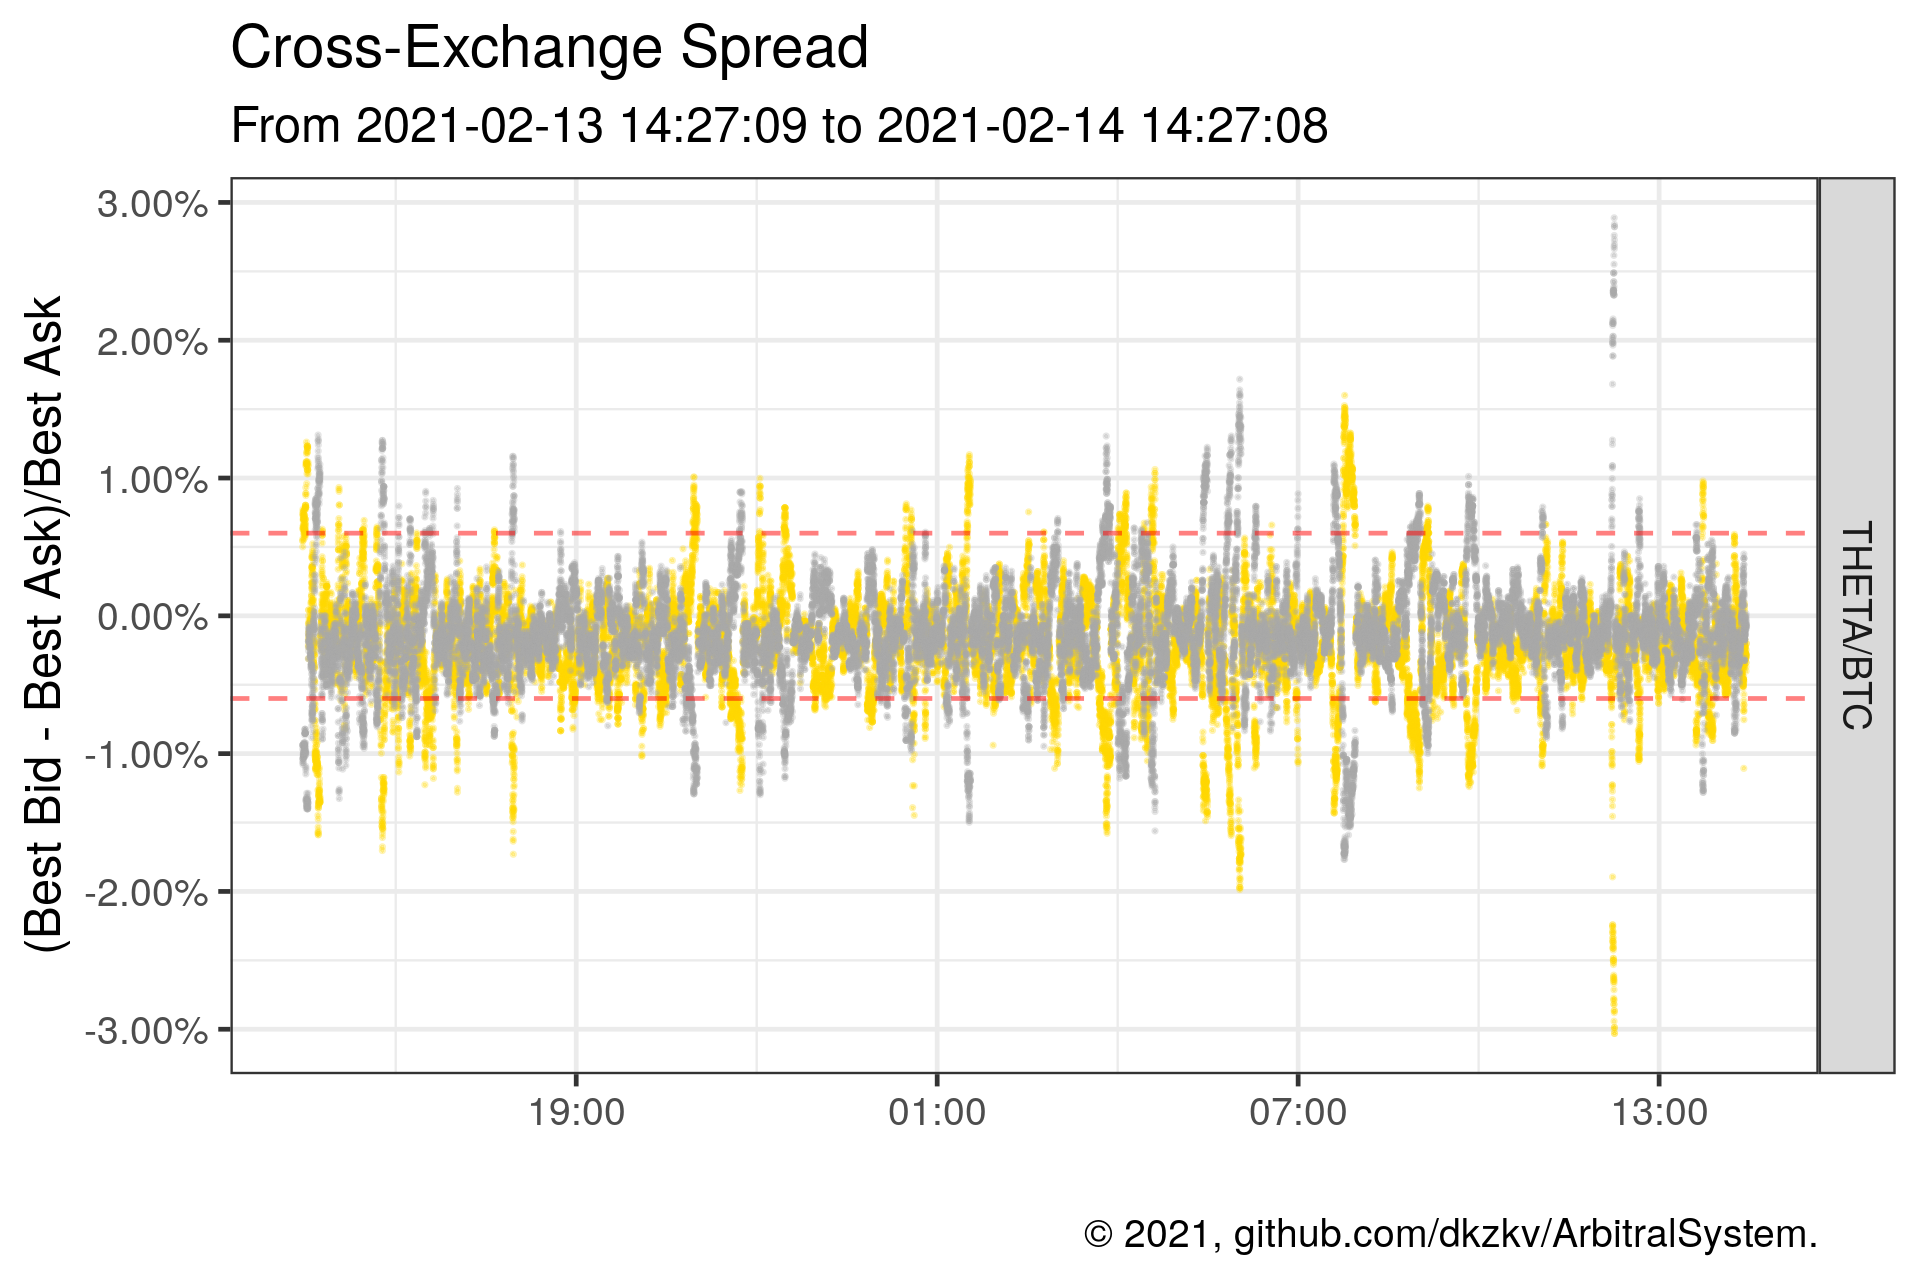 Cross-Exchange Spread
From 2021-02-13 14:27:09 to 2021-02-14 14:27:08
(Best Bid - Best Ask)/Best Ask
3.00%
2.00%
1.00%
0.00%
-1.00%
-2.00%
-3.00%
THETA/BTC
19:00
01:00
07:00
13:00
© 2021, github.com/dkzkv/ArbitralSystem.